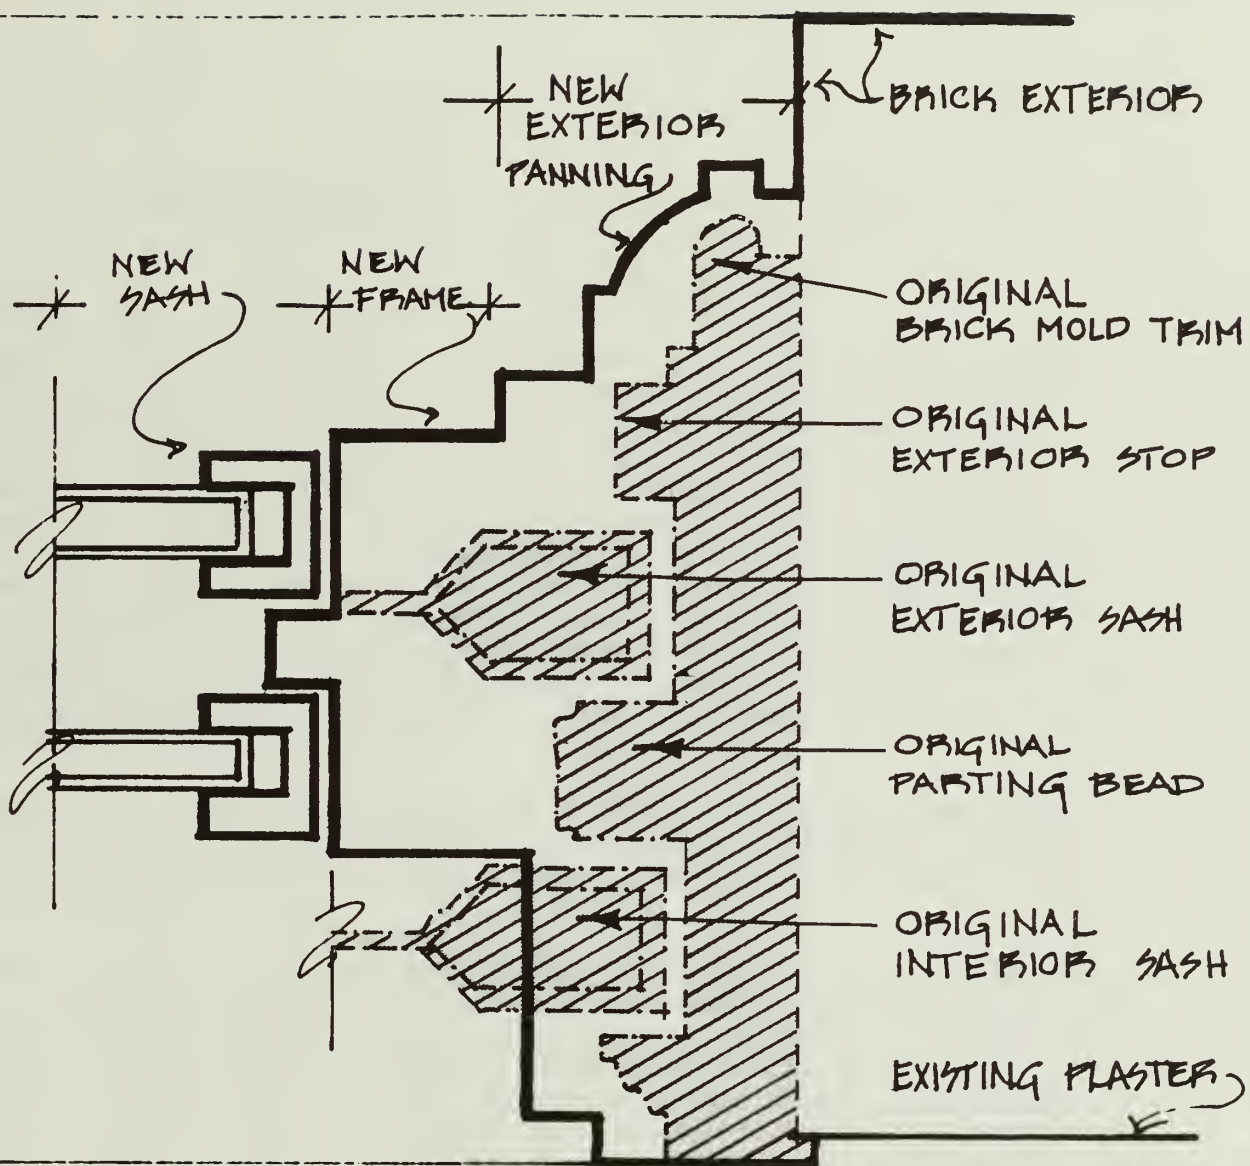 NEW
EXTERIOR
PANNING
BRICK EXTERIOR
NEW
SASH
NEW
FRAME
ORIGINAL
BRICK MOLD TRIM
ORIGINAL
EXTERIOR STOP
ORIGINAL
EXTERIOR SASH
ORIGINAL
PARTING BEAD
ORIGINAL
INTERIOR SASH
EXISTING PLASTER